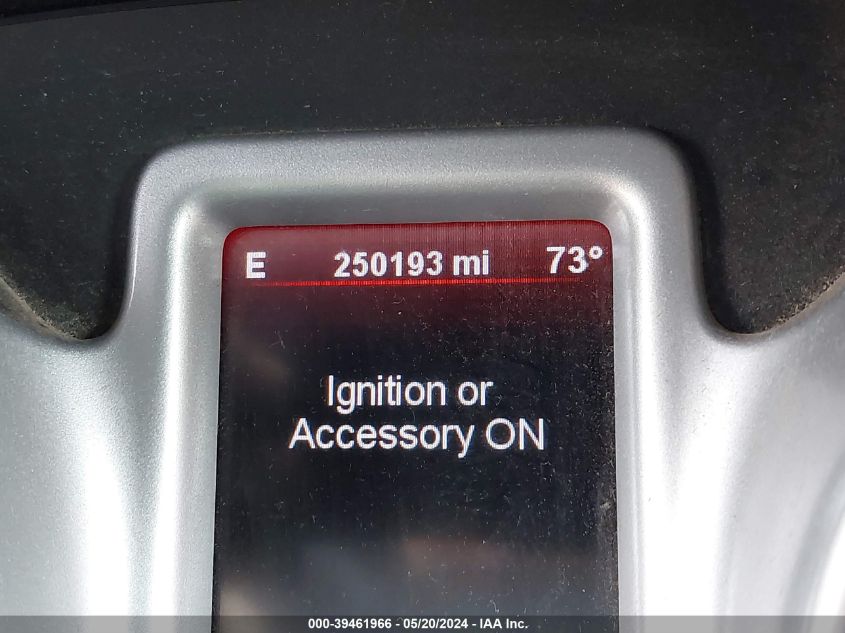 E 250193 mi 73°
Ignition or
Accessory ON
000-39461966 - 05/20/2024 - IAA Inc.